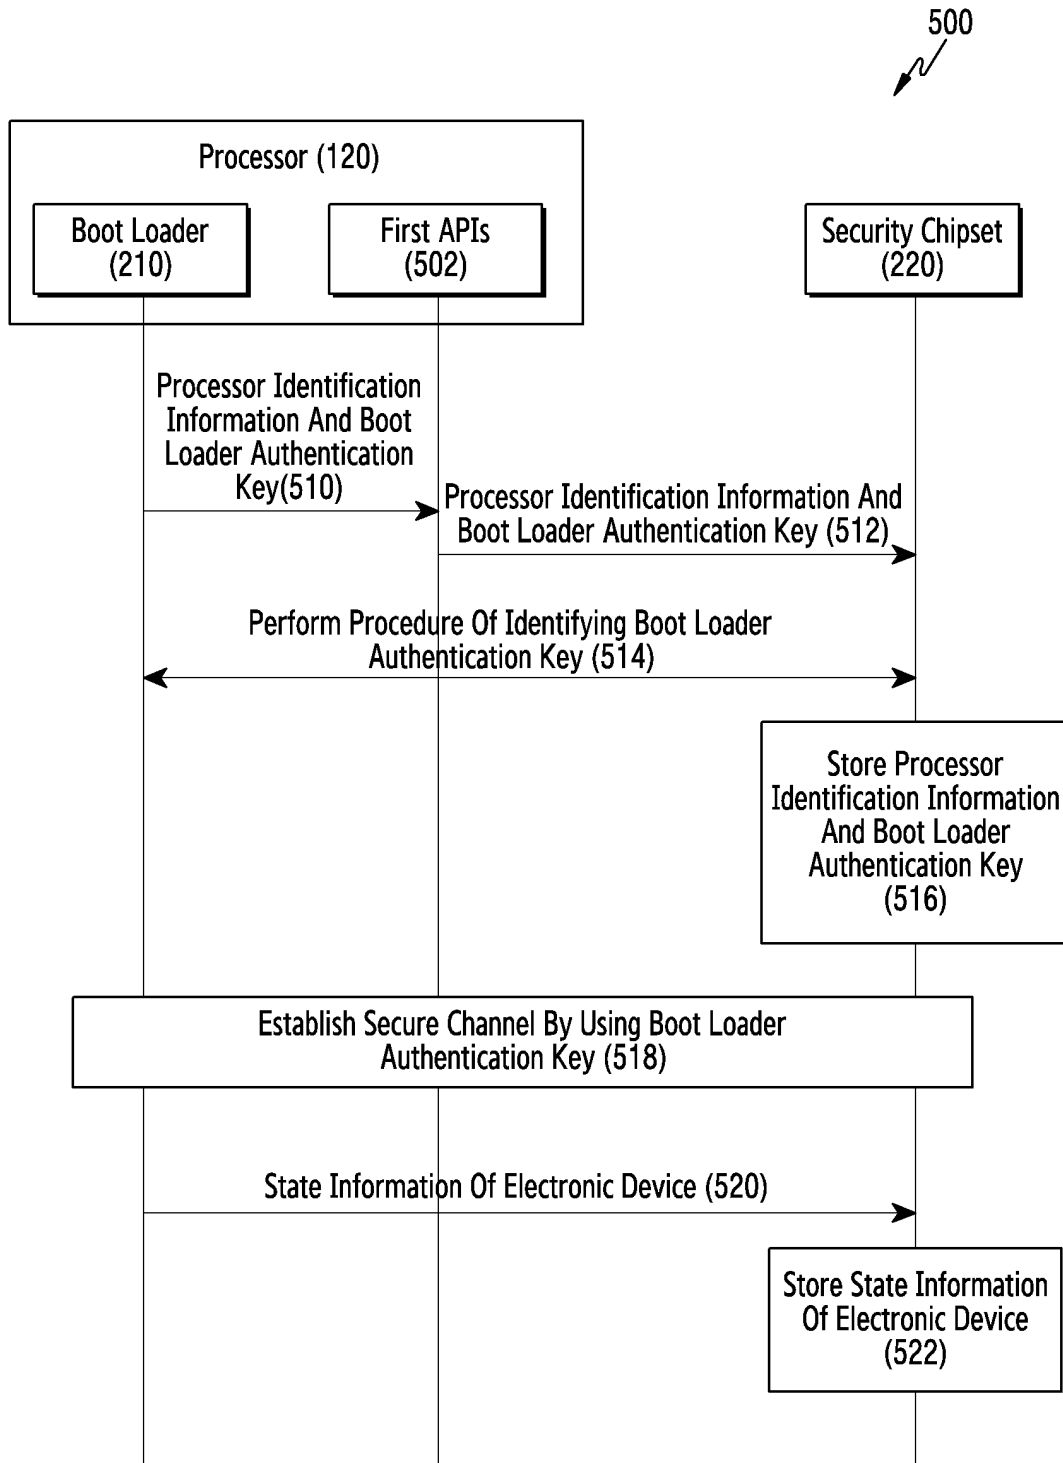 500
Processor (120)
Boot Loader
(210)
First APIs
(502)
Security Chipset
(220)
Processor Identification
Information And Boot
Loader Authentication
Key(510)
Processor Identification Information And
Boot Loader Authentication Key (512)
Perform Procedure Of Identifying Boot Loader
Authentication Key (514)
Store Processor
Identification Information
And Boot Loader
Authentication Key
(516)
Establish Secure Channel By Using Boot Loader
Authentication Key (518)
State Information Of Electronic Device (520)
Store State Information
Of Electronic Device
(522)